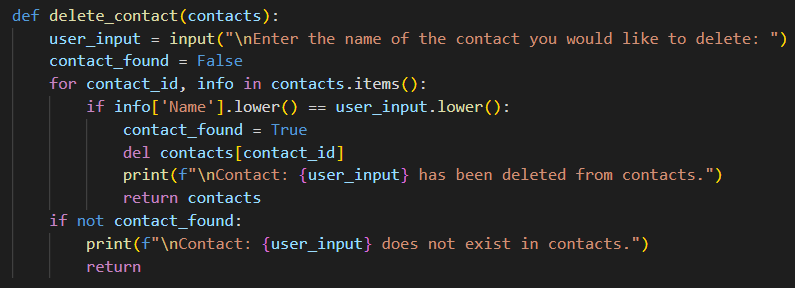 def delete_contact(contacts):
    user_input = input("\nEnter the name of the contact you would like to delete: ")
    contact_found = False
    for contact_id, info in contacts.items():
        if info['Name'].lower() == user_input.lower():
            contact_found = True
            del contacts[contact_id]
            print(f"\nContact: {user_input} has been deleted from contacts.")
            return contacts
    if not contact_found:
        print(f"\nContact: {user_input} does not exist in contacts.")
        return